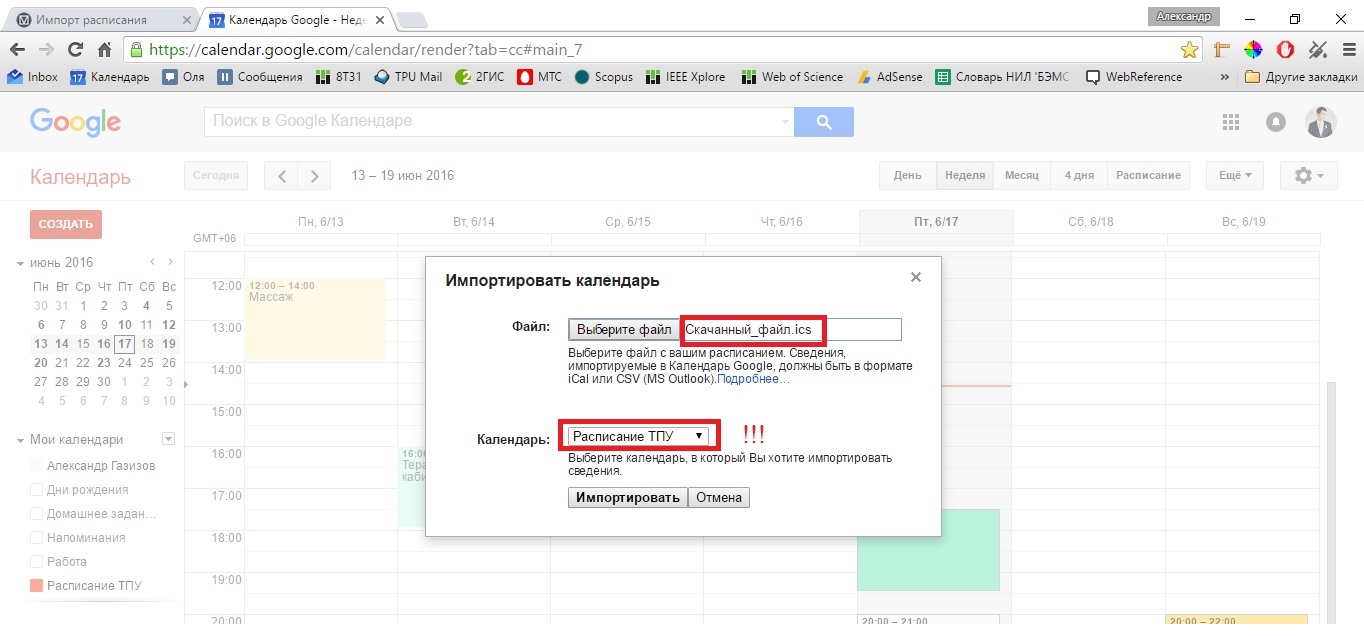 Импорт расписания
17 Календарь Google - Неде
Александр
https://calendar.google.com/calendar/render?tab=cc#main_7
Inbox 17 Календарь Оля Сообщения 8Т31 TPU Mail 2ГИС МТС Scopus IEEE Xplore Web of Science AdSense Словарь НИЛ 'БЭМС WebReference » Другие закладки
Google
Поиск в Google Календаре
Календарь
Сегодня
13 – 19 июн 2016
День Неделя Месяц 4 дня Расписание Ещё
СОЗДАТЬ
Пн, 6/13 Вт, 6/14 Ср, 6/15 Чт, 6/16 Пт, 6/17 Сб, 6/18 Вс, 6/19
GMT+06
июнь 2016
Пн Вт Ср Чт Пт Сб Вс
30 31 1 2 3 4 5
6 7 8 9 10 11 12
13 14 15 16 17 18 19
20 21 22 23 24 25 26
27 28 29 30 1 2 3
4 5 6 7 8 9 10
Мои календари
Александр Газизов
Дни рождения
Домашнее задан…
Напоминания
Работа
Расписание ТПУ
12:00
13:00
14:00
15:00
16:00
17:00
18:00
19:00
20:00
12:00 – 14:00
Массаж
16:00
Тера
каби
20:00 – 21:00
20:00 – 22:00
Импортировать календарь
Файл:
Выберите файл Скачанный_файл.ics
Выберите файл с вашим расписанием. Сведения,
импортируемые в Календарь Google, должны быть в формате
iCal или CSV (MS Outlook).Подробнее…
Календарь:
Расписание ТПУ
!!!
Выберите календарь, в который Вы хотите импортировать
сведения.
Импортировать Отмена